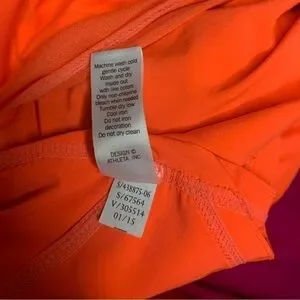 Machine wash cold
gentle cycle
Wash and dry
inside out
with like colors
Only non-chlorine
bleach when needed
Tumble dry low
Cool iron
Do not iron
decoration
Do not dry clean
DESIGN ©
ATHLETA, INC.
S/438875-06
S/67564
V/305514
01/15